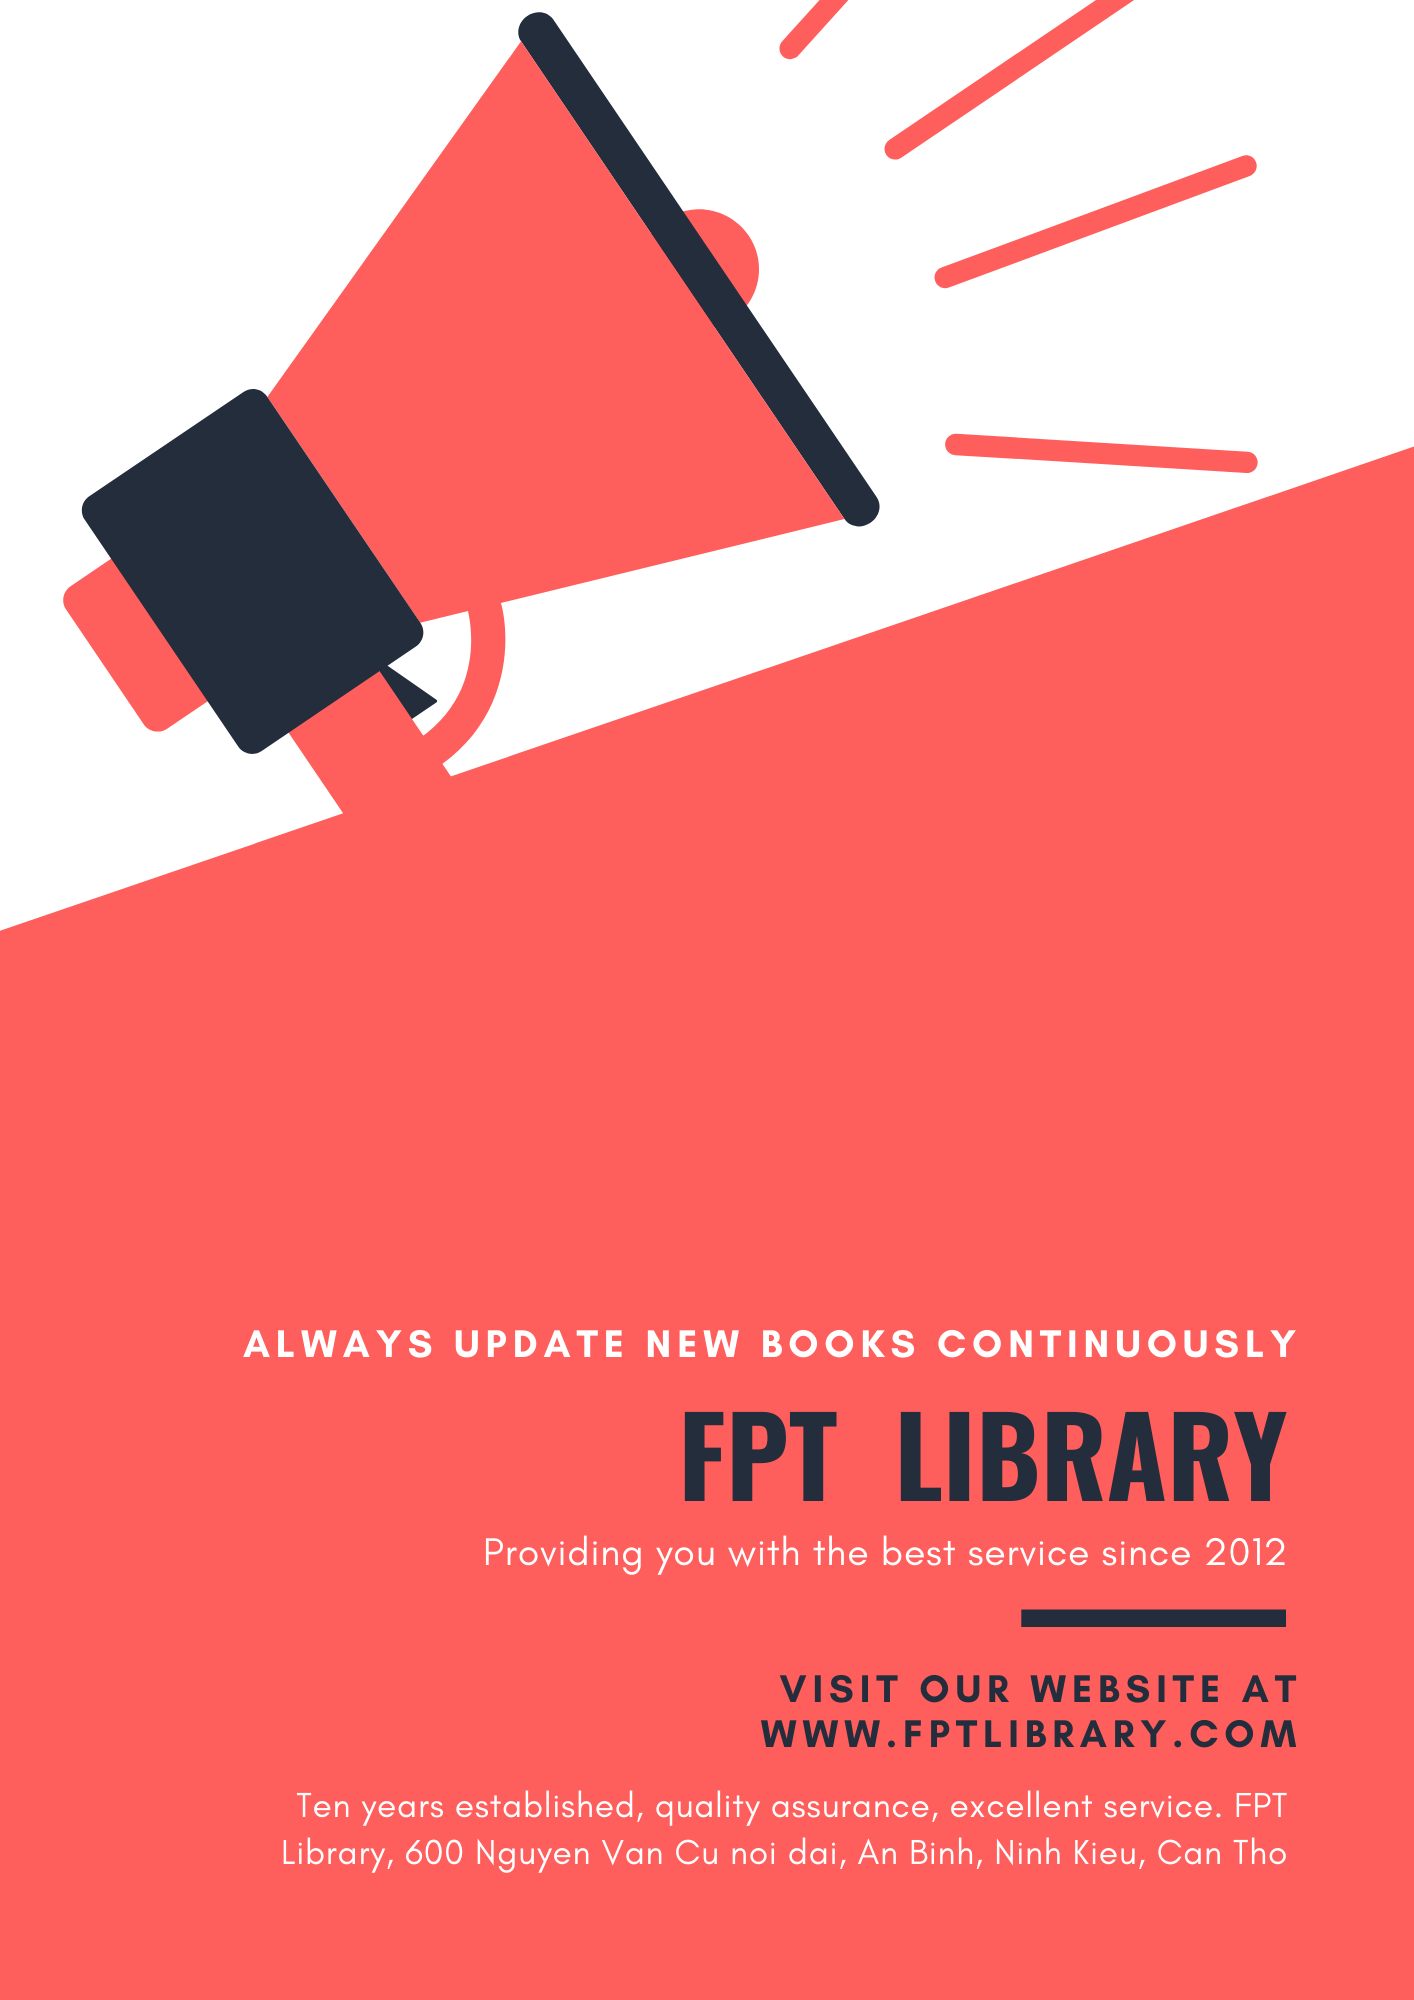 ALWAYS UPDATE NEW BOOKS CONTINUOUSLY
FPT LIBRARY
Providing you with the best service since 2012
VISIT OUR WEBSITE AT
WWW.FPTLIBRARY.COM
Ten years established, quality assurance, excellent service. FPT
Library, 600 Nguyen Van Cu noi dai, An Binh, Ninh Kieu, Can Tho